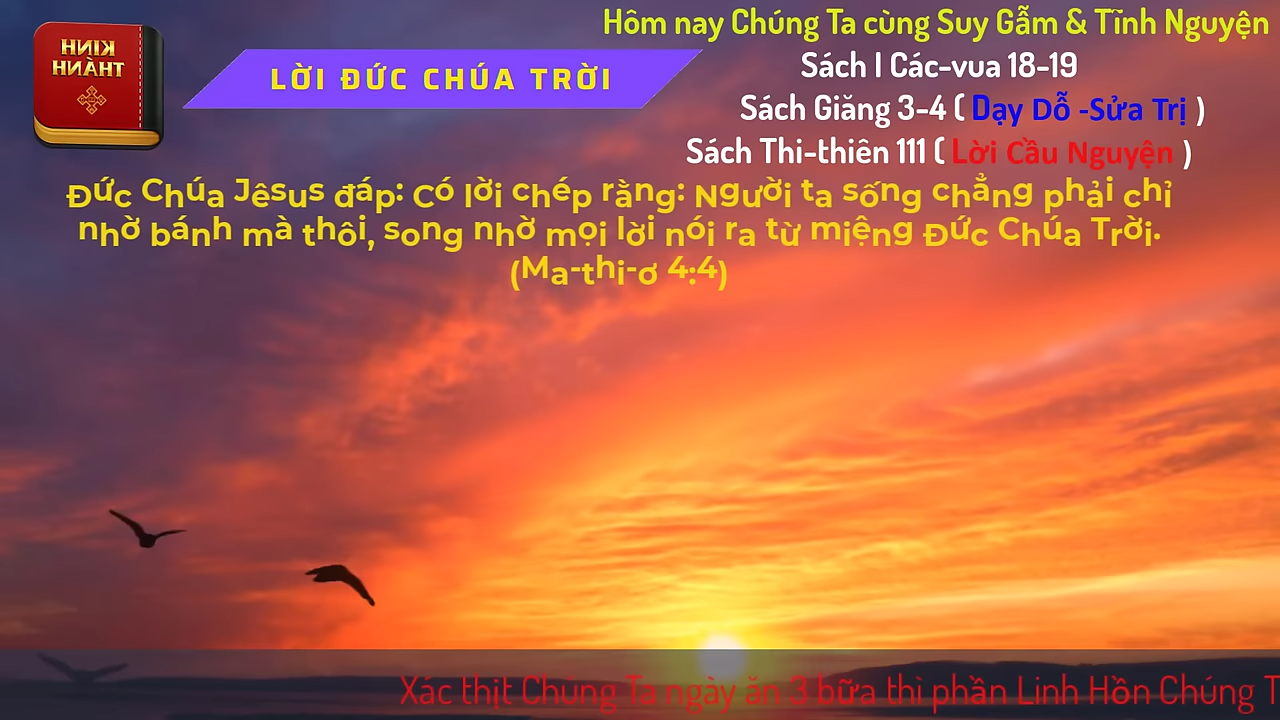 KINH
THÀNH
LỜI ĐỨC CHÚA TRỜI
Hôm nay Chúng Ta cùng Suy Gẫm & Tĩnh Nguyện
Sách I Các-vua 18-19
Sách Giăng 3-4 ( Dạy Dỗ -Sửa Trị )
Sách Thi-thiên 111 ( Lời Cầu Nguyện )
Đức Chúa Jêsus đáp: Có lời chép rằng: Người ta sống chẳng phải chỉ
nhờ bánh mà thôi, song nhờ mọi lời nói ra từ miệng Đức Chúa Trời.
(Ma-thi-ơ 4:4)
Xác thịt Chúng Ta ngày ăn 3 bữa thì phần Linh Hồn Chúng T